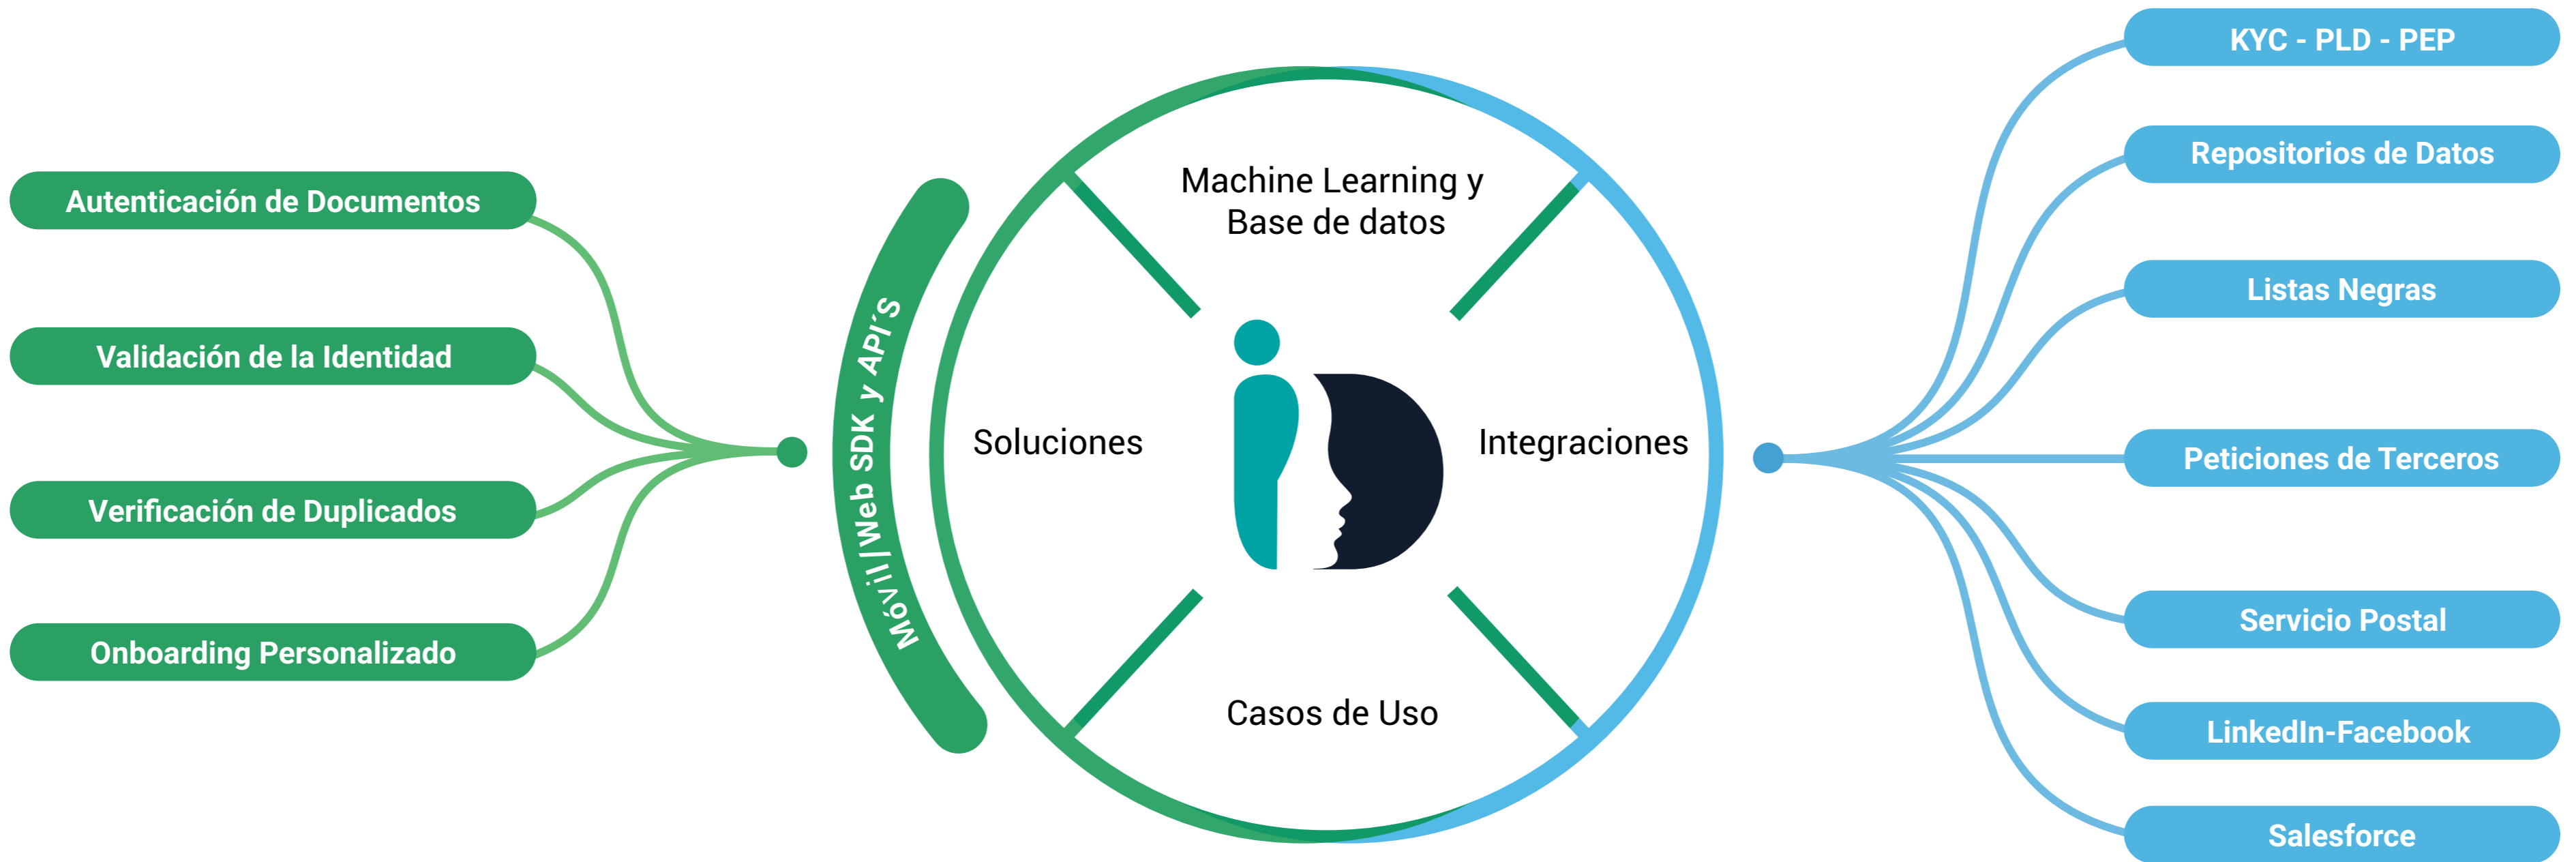 Autenticación de Documentos
Validación de la Identidad
Verificación de Duplicados
Onboarding Personalizado
Móvil|Web SDK y API´S
Machine Learning y
Base de datos
Soluciones
Integraciones
Casos de Uso
KYC - PLD - PEP
Repositorios de Datos
Listas Negras
Peticiones de Terceros
Servicio Postal
LinkedIn-Facebook
Salesforce